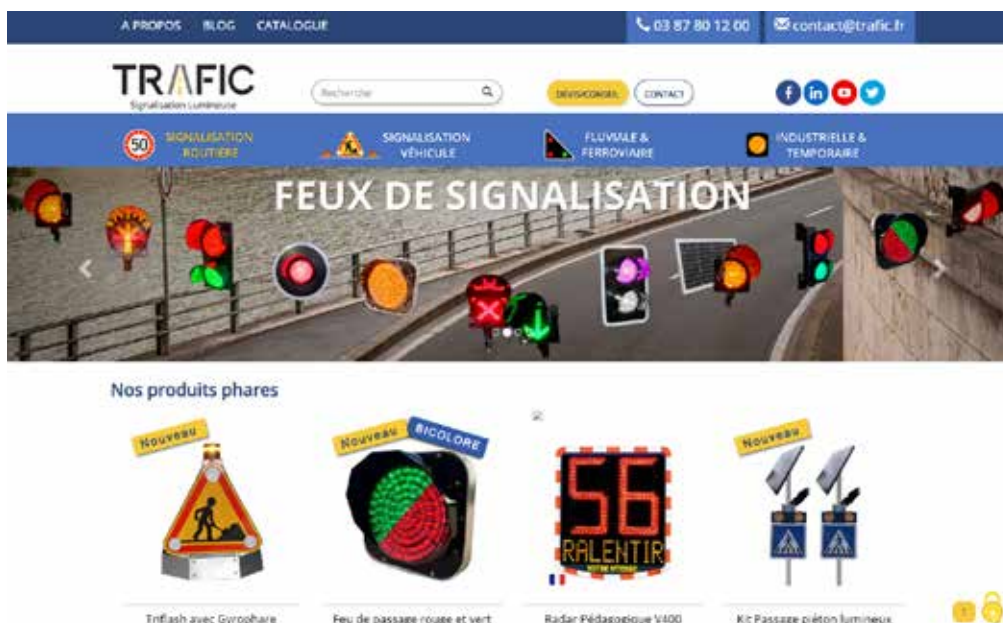 A PROPOS BLOG CATALOGUE
03 87 80 12 00
contact@trafic.fr
TRAFIC
Signalisation Lumineuse
Recherche
DEVIS/CONSEIL
CONTACT
50
SIGNALISATION
ROUTIÈRE
SIGNALISATION
VÉHICULE
FLUVIALE &
FERROVIAIRE
INDUSTRIELLE &
TEMPORAIRE
FEUX DE SIGNALISATION
Nos produits phares
Nouveau
Nouveau
BICOLORE
56
RALENTIR
Nouveau
Triflash avec Gyrophare
Feu de passage rouge et vert
Radar Pédagogique V400
Kit Passage piéton lumineux